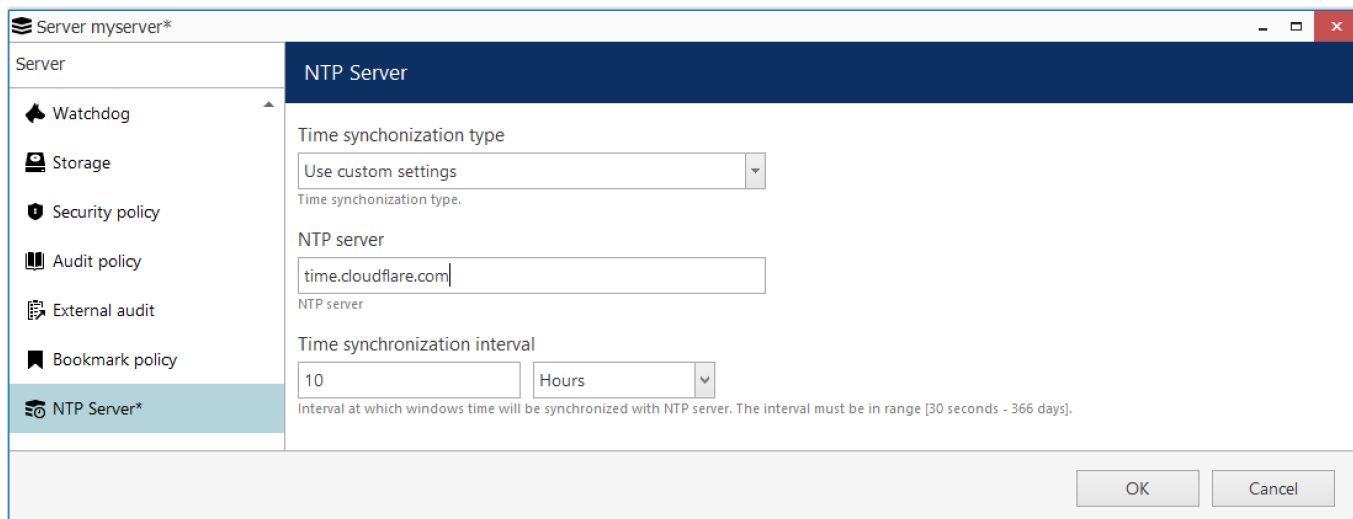 Server myserver*
Server
Watchdog
Storage
Security policy
Audit policy
External audit
Bookmark policy
NTP Server*
NTP Server
Time synchonization type
Use custom settings
Time synchonization type.
NTP server
time.cloudflare.com
NTP server
Time synchronization interval
10 Hours
Interval at which windows time will be synchronized with NTP server. The interval must be in range [30 seconds - 366 days].
OK Cancel